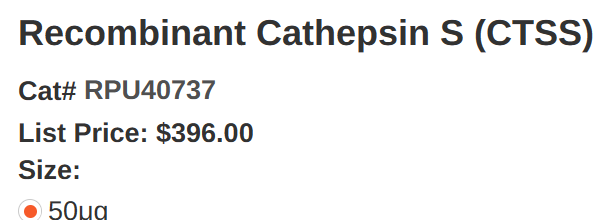 Recombinant Cathepsin S (CTSS)
Cat# RPU40737
List Price: $396.00
Size:
50μg